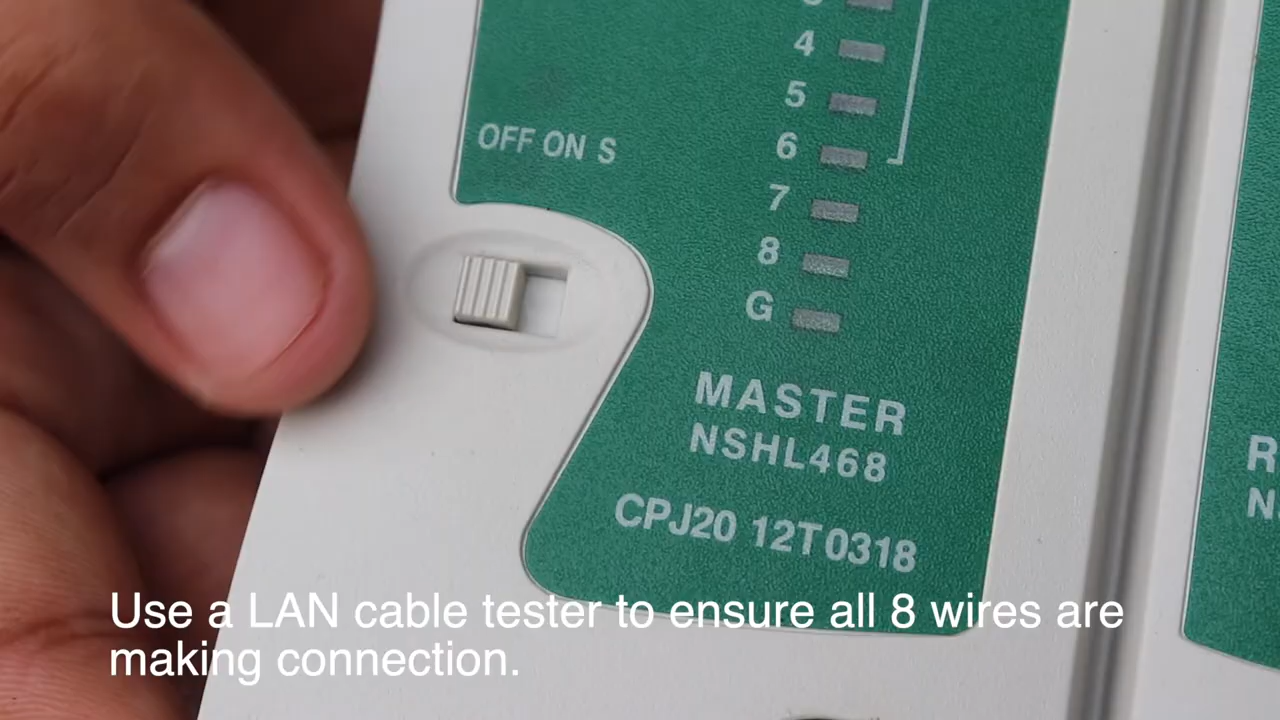 4
5
6
7
8
G
OFF ON S
MASTER
NSHL468
CPJ20 12T0318
Use a LAN cable tester to ensure all 8 wires are
making connection.